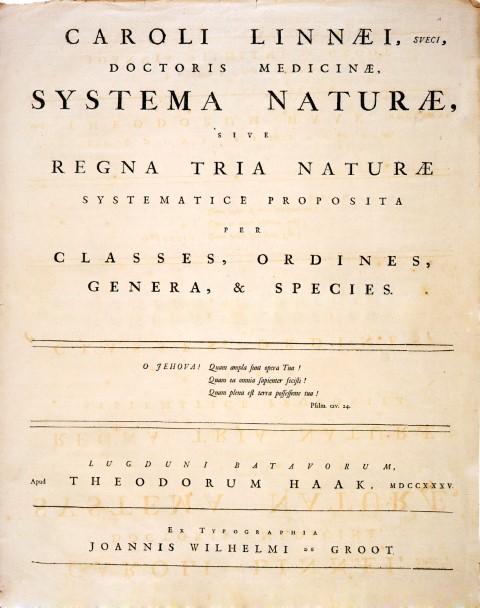 CAROLI LINNÆI, SVECI,
DOCTORIS MEDICINÆ,
SYSTEMA NATURÆ,
SIVE
REGNA TRIA NATURÆ
SYSTEMATICE PROPOSITA
PER
CLASSES, ORDINES,
GENERA, & SPECIES.
O JEHOVA! Quam ampla sunt opera Tua!
Quam ea omnia sapienter fecisti!
Quam plena est terra possessione tua!
Psalm. civ. 24.
LUGDUNI BATAVORUM,
Apud THEODORUM HAAK, MDCCXXXV.
EX TYPOGRAPHIA
JOANNIS WILHELMI DE GROOT.